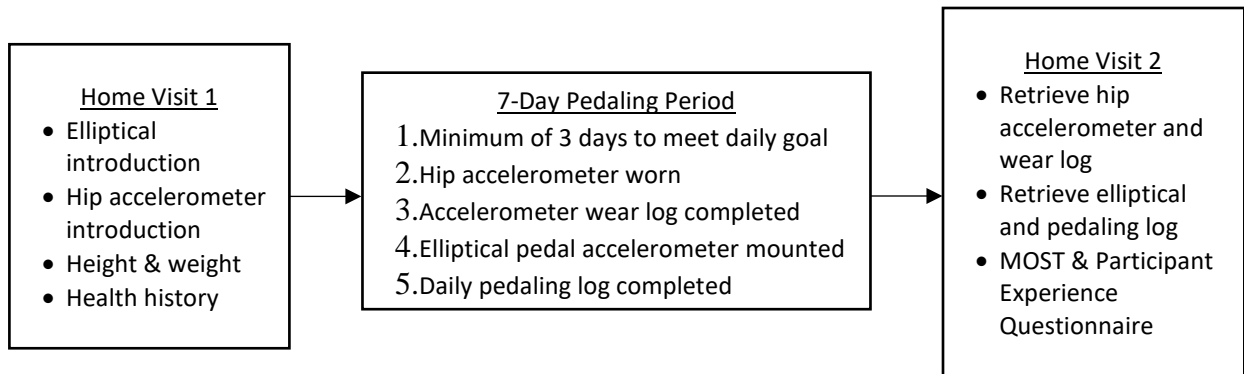 Home Visit 1
• Elliptical
introduction
• Hip accelerometer
introduction
• Height & weight
• Health history
7-Day Pedaling Period
1.Minimum of 3 days to meet daily goal
2.Hip accelerometer worn
3.Accelerometer wear log completed
4.Elliptical pedal accelerometer mounted
5.Daily pedaling log completed
Home Visit 2
• Retrieve hip
accelerometer and
wear log
• Retrieve elliptical
and pedaling log
• MOST & Participant
Experience
Questionnaire